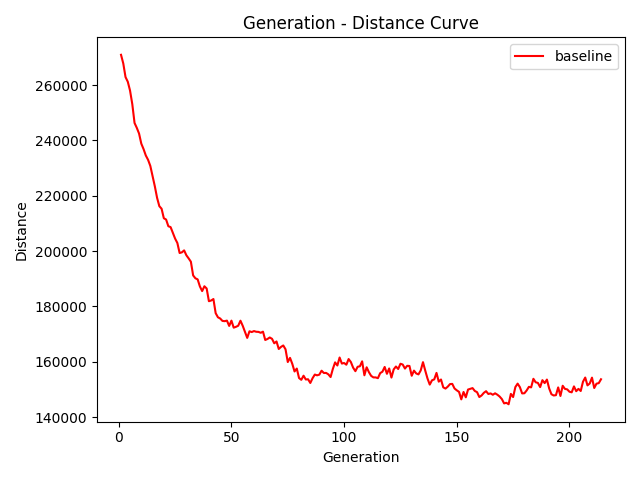 Generation - Distance Curve
baseline
Distance
260000
240000
220000
200000
180000
160000
140000
0 50 100 150 200
Generation